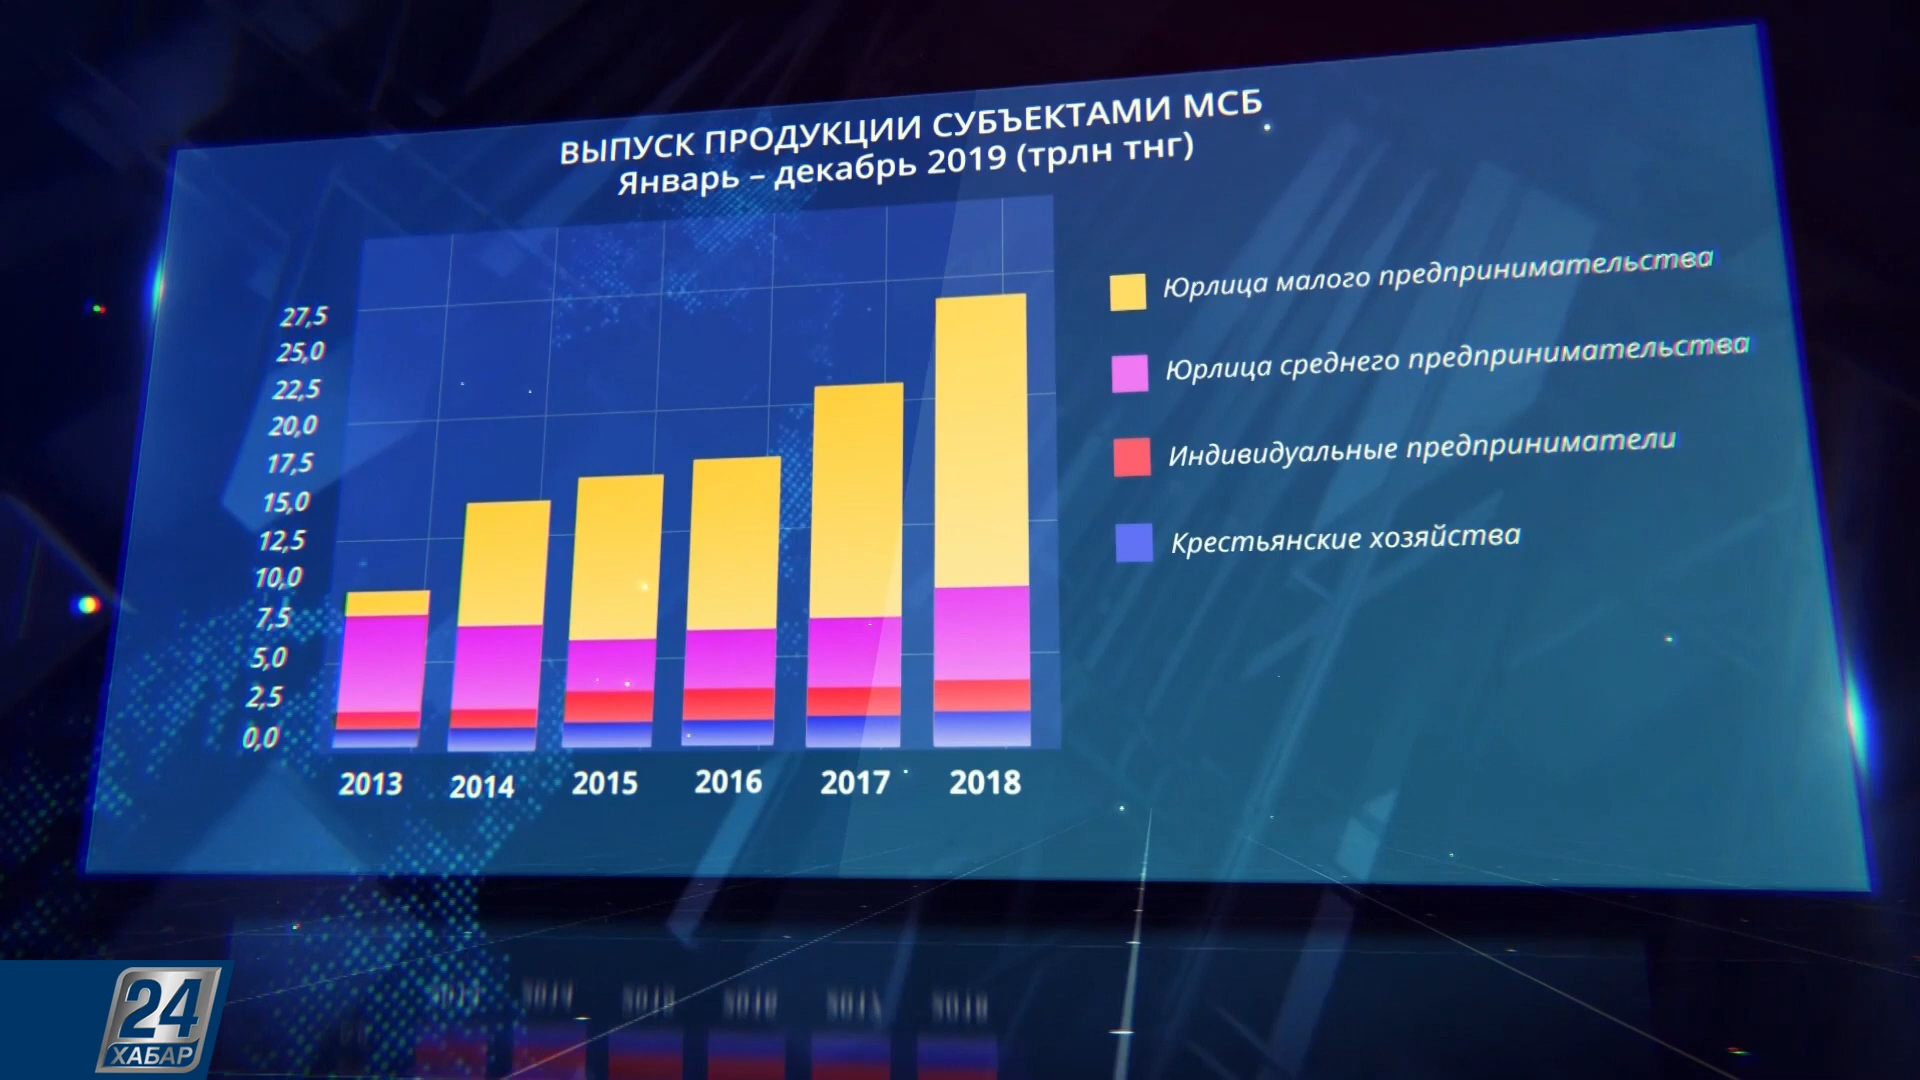 ВЫПУСК ПРОДУКЦИИ СУБЪЕКТАМИ МСБ
Январь – декабрь 2019 (трлн тнг)
27,5
25,0
22,5
20,0
17,5
15,0
12,5
10,0
7,5
5,0
2,5
0,0
2013 2014 2015 2016 2017 2018
Юрлица малого предпринимательства
Юрлица среднего предпринимательства
Индивидуальные предприниматели
Крестьянские хозяйства
24
ХАБАР